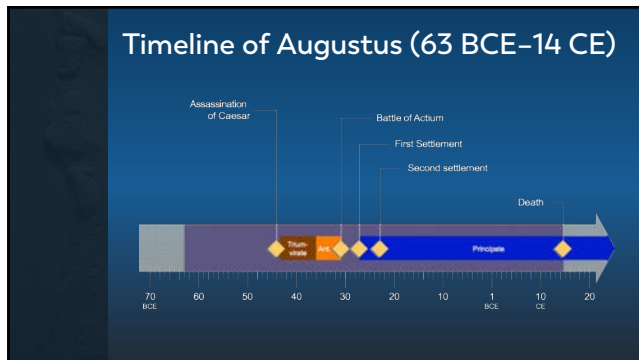 Timeline of Augustus (63 BCE–14 CE)
Assassination
of Caesar
Battle of Actium
First Settlement
Second settlement
Death
Trium-
virate
Ant.
Principate
70 60 50 40 30 20 10 1 10 20
BCE BCE CE